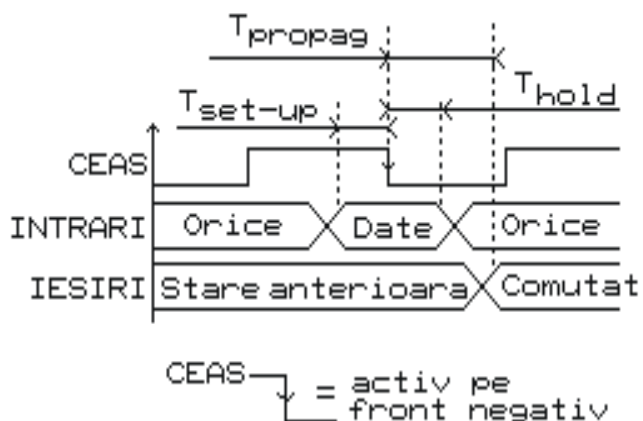 Tpropag
Thold
Tset-up
CEAS
INTRARI Orice Date Orice
IESIRI Stare anterioara Comutat
CEAS = activ pe
front negativ